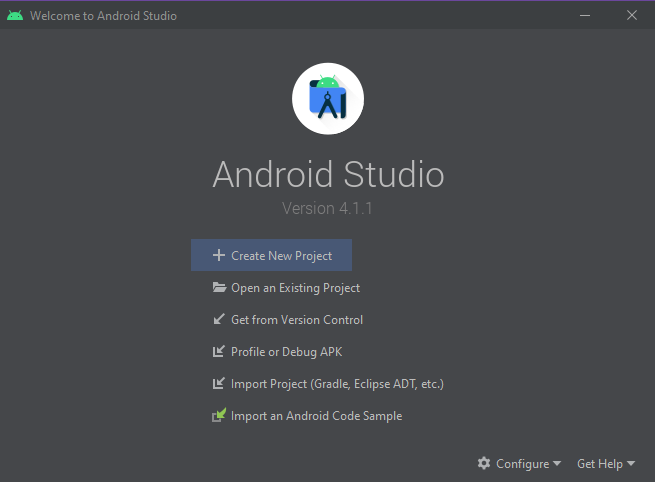 Welcome to Android Studio
Android Studio
Version 4.1.1
Create New Project
Open an Existing Project
Get from Version Control
Profile or Debug APK
Import Project (Gradle, Eclipse ADT, etc.)
Import an Android Code Sample
Configure Get Help